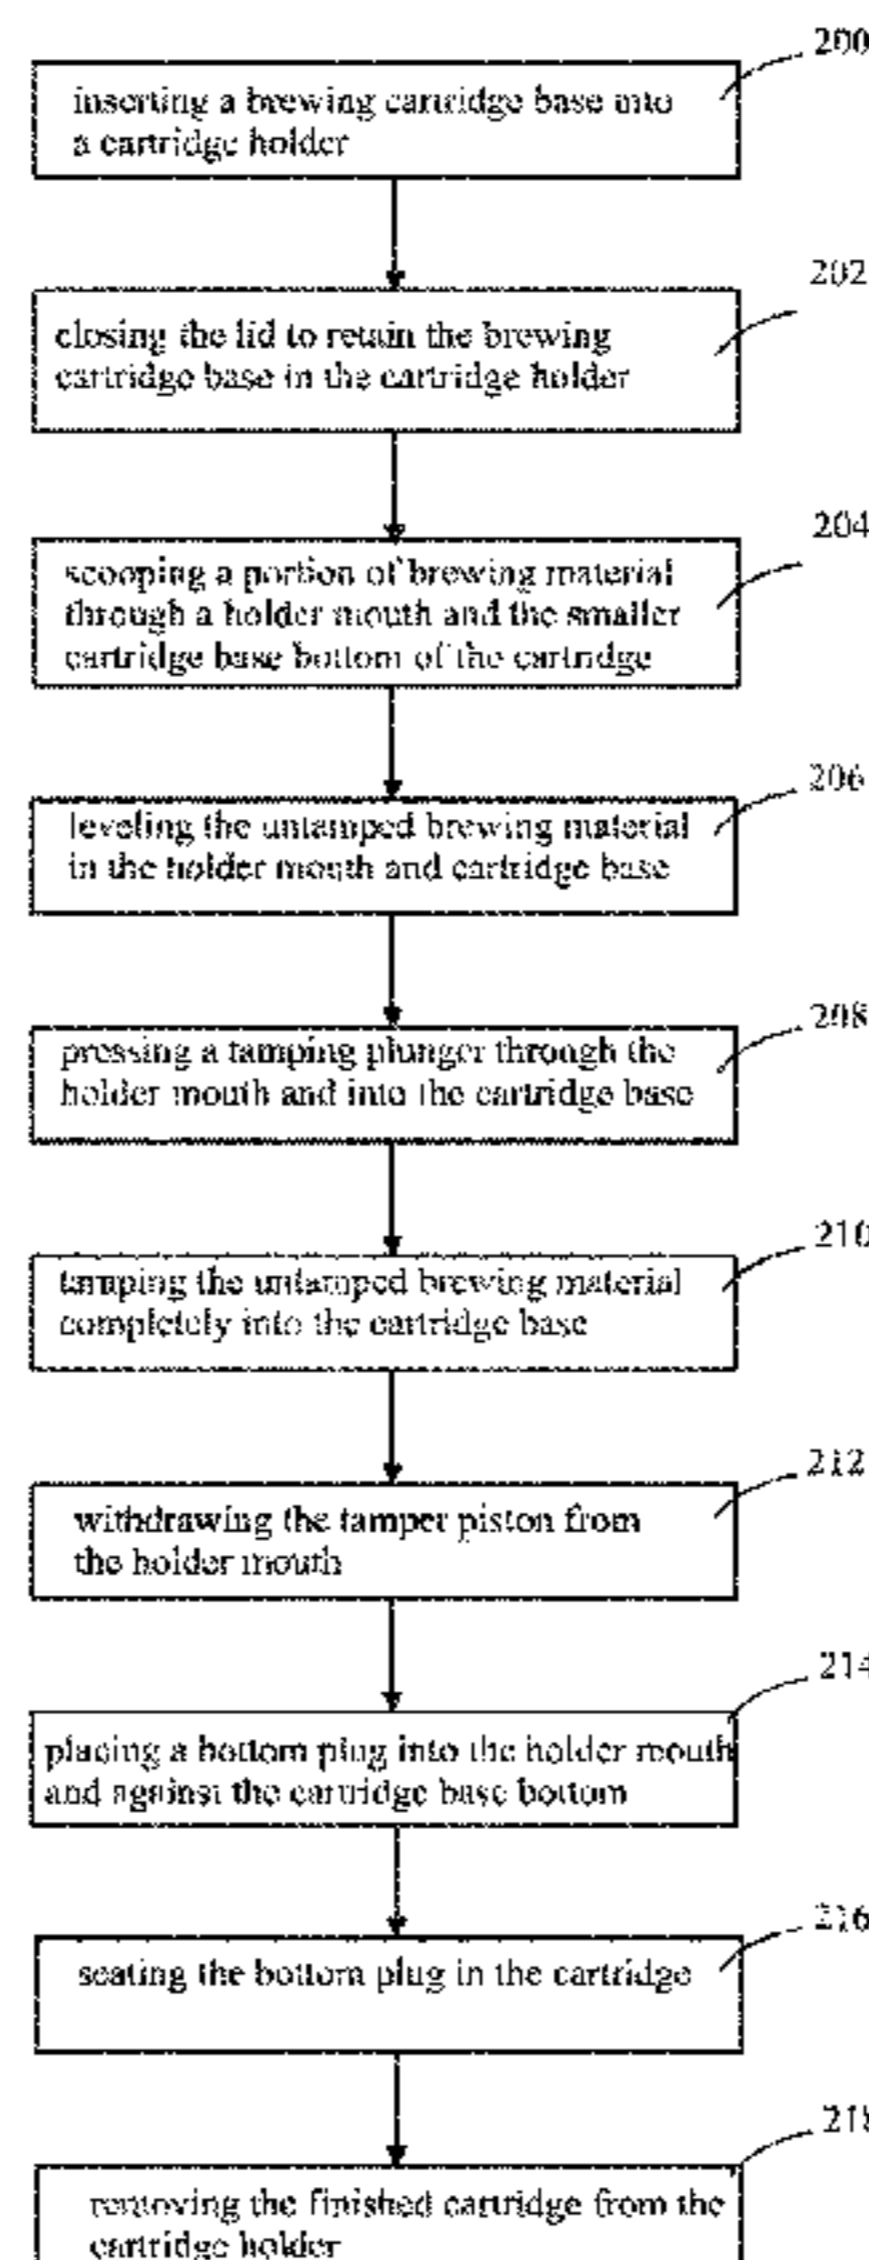 200
inserting a brewing cartridge base into
a cartridge holder
202
closing the lid to retain the brewing
cartridge base in the cartridge holder
204
scooping a portion of brewing material
through a holder mouth and the smaller
cartridge base bottom of the cartridge
206
leveling the untamped brewing material
in the holder mouth and cartridge base
208
pressing a tamping plunger through the
holder mouth and into the cartridge base
210
tamping the untamped brewing material
completely into the cartridge base
212
withdrawing the tamper piston from
the holder mouth
214
placing a bottom plug into the holder mouth
and against the cartridge base bottom
216
seating the bottom plug in the cartridge
218
removing the finished cartridge from the
cartridge holder